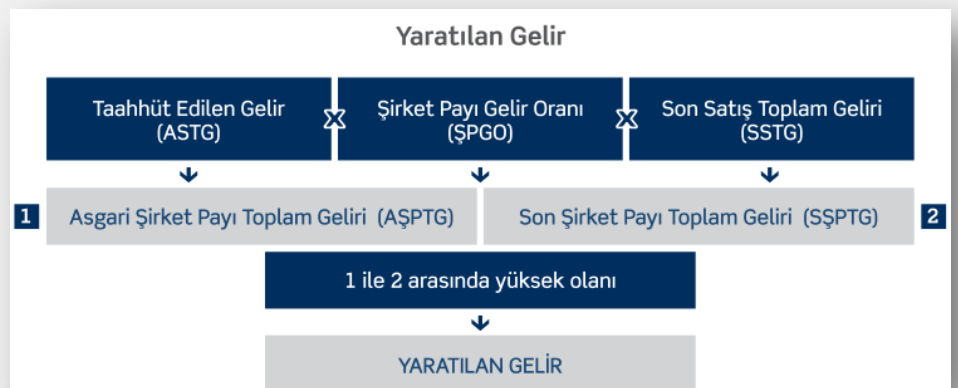 Yaratılan Gelir
Taahhüt Edilen Gelir
(ASTG)
Şirket Payı Gelir Oranı
(ŞPGO)
Son Satış Toplam Geliri
(SSTG)
1
Asgari Şirket Payı Toplam Geliri (AŞPTG)
Son Şirket Payı Toplam Geliri (SŞPTG)
2
1 ile 2 arasında yüksek olanı
YARATILAN GELİR